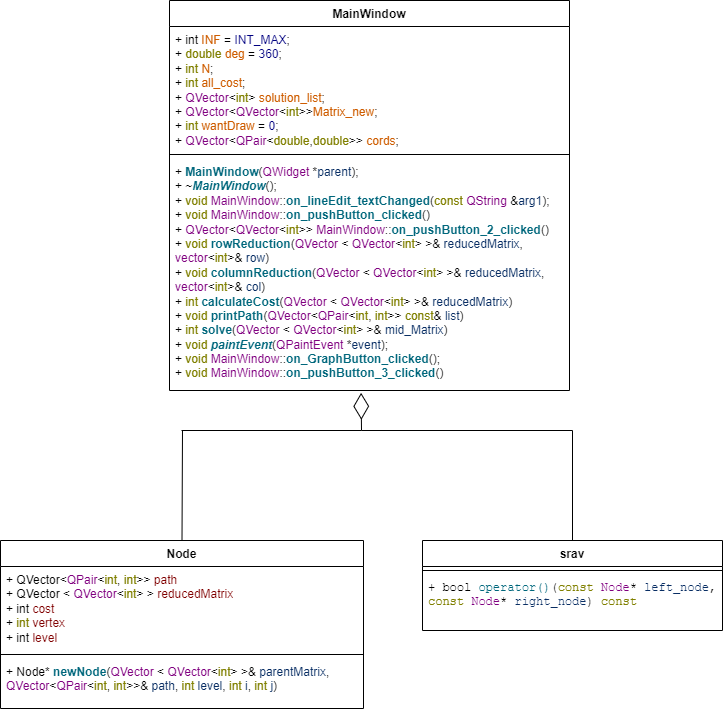 MainWindow
+ int INF = INT_MAX;
+ double deg = 360;
+ int N;
+ int all_cost;
+ QVector<int> solution_list;
+ QVector<QVector<int>>Matrix_new;
+ int wantDraw = 0;
+ QVector<QPair<double,double>> cords;
+ MainWindow(QWidget *parent);
+ ~MainWindow();
+ void MainWindow::on_lineEdit_textChanged(const QString &arg1);
+ void MainWindow::on_pushButton_clicked()
+ QVector<QVector<int>> MainWindow::on_pushButton_2_clicked()
+ void rowReduction(QVector < QVector<int> >& reducedMatrix,
vector<int>& row)
+ void columnReduction(QVector < QVector<int> >& reducedMatrix,
vector<int>& col)
+ int calculateCost(QVector < QVector<int> >& reducedMatrix)
+ void printPath(QVector<QPair<int, int>> const& list)
+ int solve(QVector < QVector<int> >& mid_Matrix)
+ void paintEvent(QPaintEvent *event);
+ void MainWindow::on_GraphButton_clicked();
+ void MainWindow::on_pushButton_3_clicked()
Node
+ QVector<QPair<int, int>> path
+ QVector < QVector<int> > reducedMatrix
+ int cost
+ int vertex
+ int level
+ Node* newNode(QVector < QVector<int> >& parentMatrix,
QVector<QPair<int, int>>& path, int level, int i, int j)
srav
+ bool operator()(const Node* left_node,
const Node* right_node) const